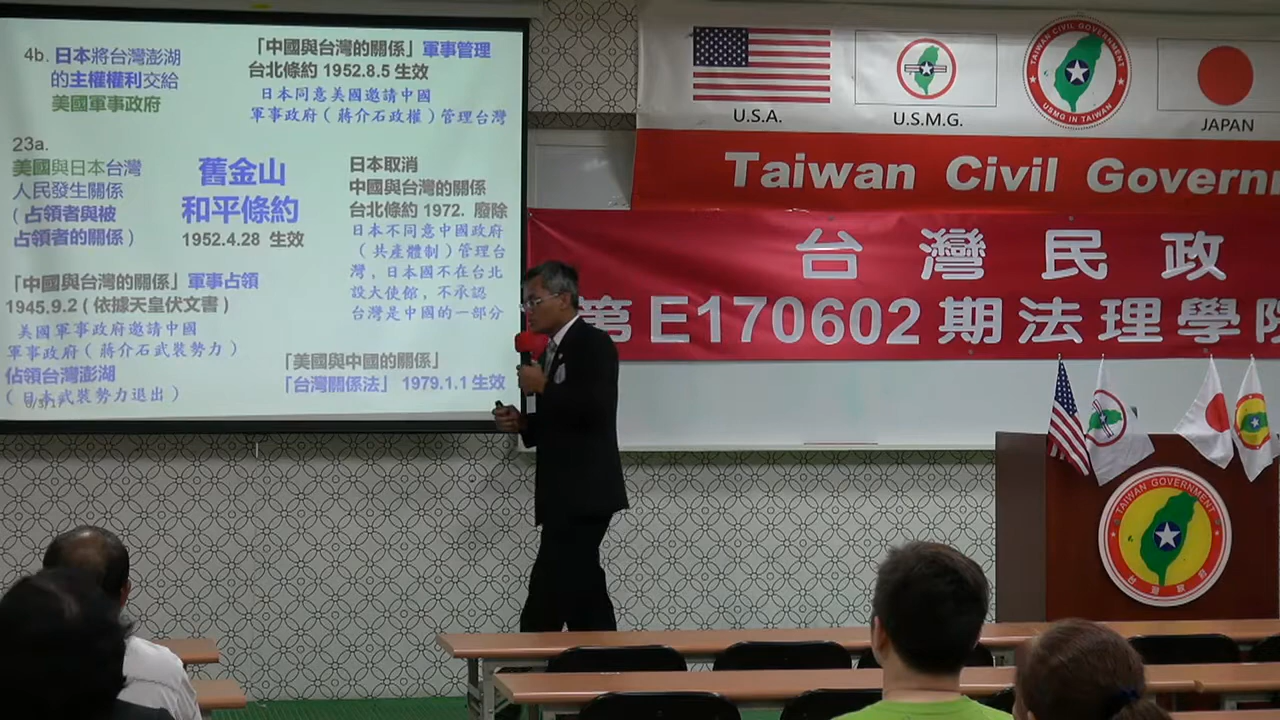 4b. 日本將台灣澎湖
的主權權利交給
美國軍事政府
「中國與台灣的關係」軍事管理
台北條約 1952.8.5 生效
日本同意美國邀請中國
軍事政府（蔣介石政權）管理台灣
23a.
美國與日本台灣
人民發生關係
（占領者與被
占領者的關係）
舊金山
和平條約
1952.4.28 生效
日本取消
中國與台灣的關係
台北條約 1972. 廢除
日本不同意中國政府
（共產體制）管理台
灣，日本國不在台北
設大使館，不承認
台灣是中國的一部分
「中國與台灣的關係」軍事占領
1945.9.2 (依據天皇伏文書)
美國軍事政府邀請中國
軍事政府（蔣介石武裝勢力）
佔領台灣澎湖
（日本武裝勢力退出）
「美國與中國的關係」
「台灣關係法」 1979.1.1 生效
U.S.A.
U.S.M.G.
TAIWAN CIVIL GOVERNMENT
USMG IN TAIWAN
JAPAN
Taiwan Civil Governm
台灣民政
第E170602期法理學院
TAIWAN GOVERNMENT